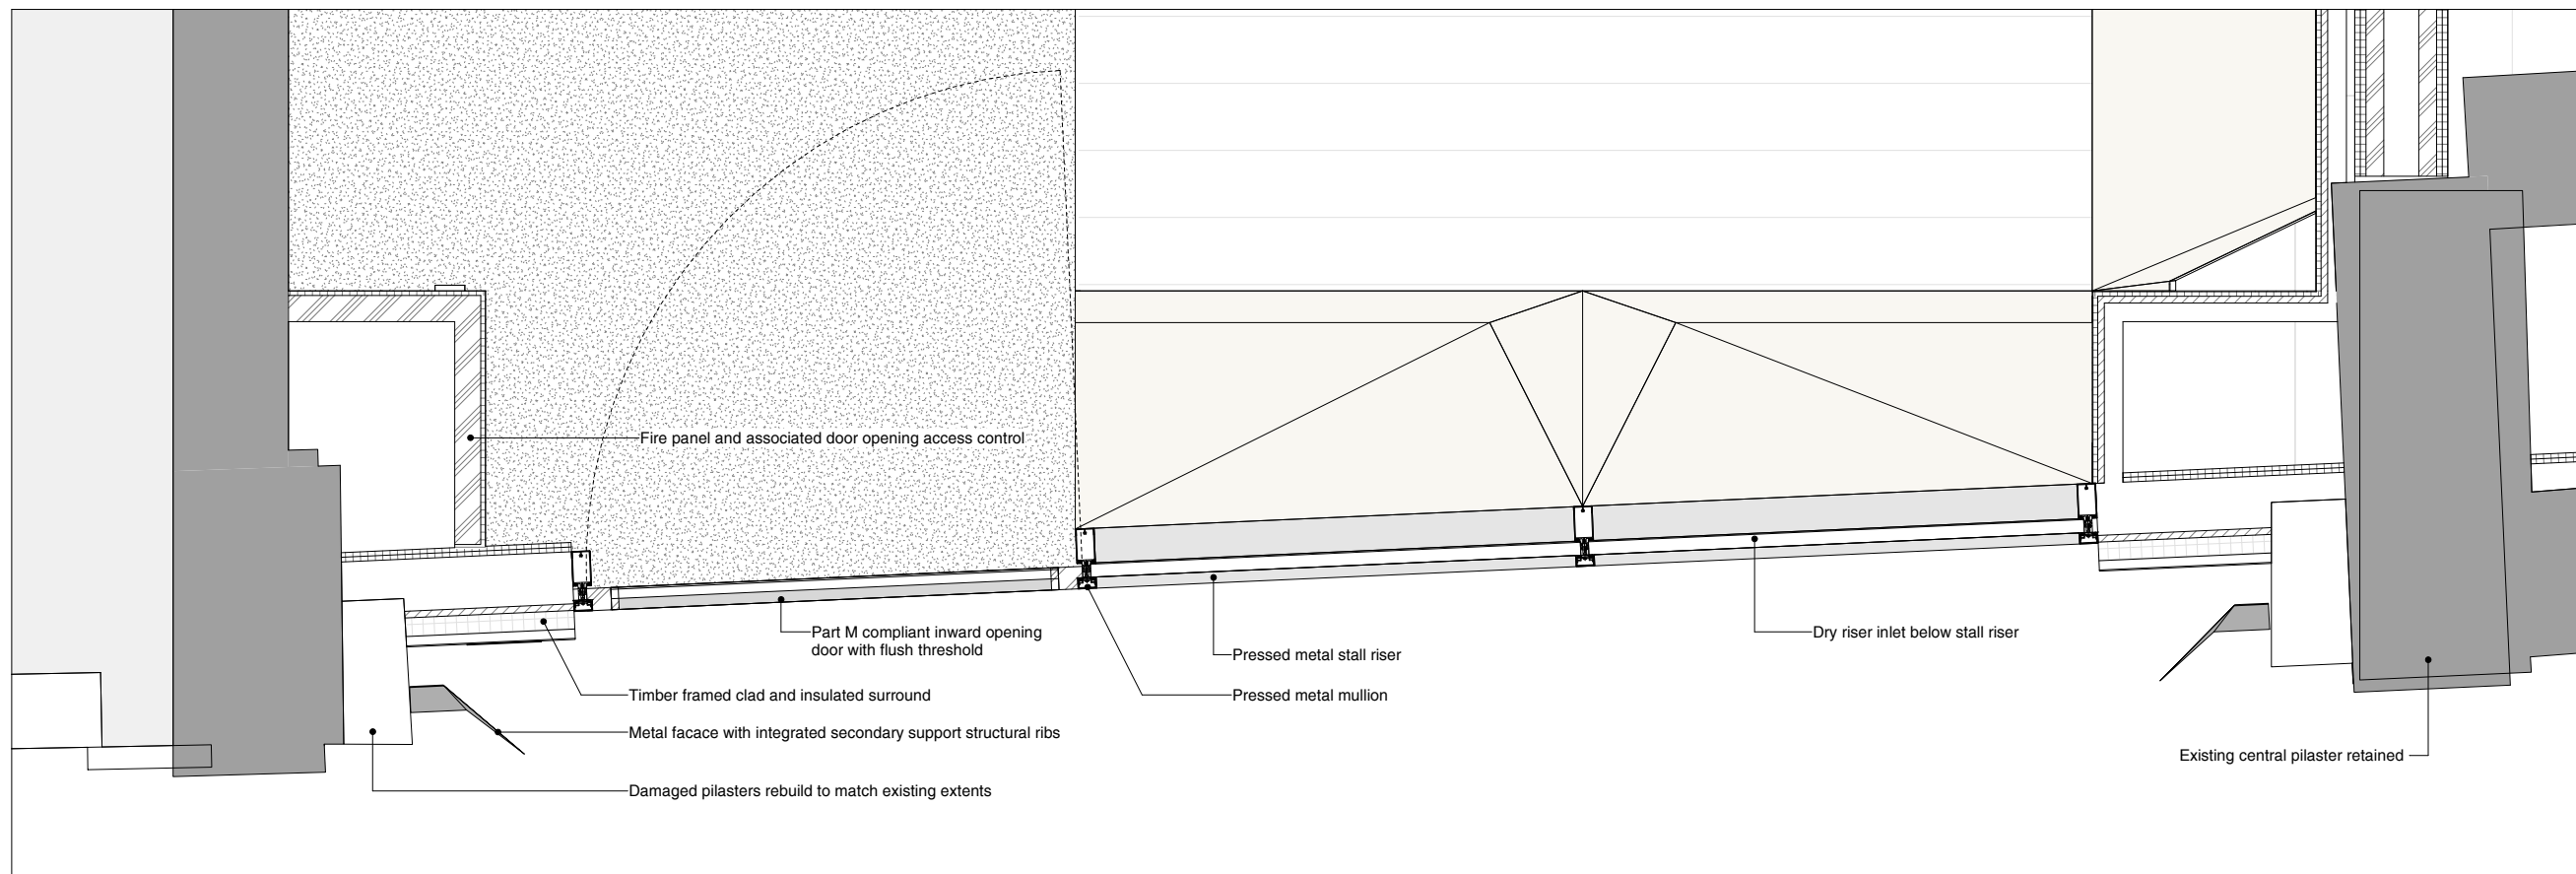 Fire panel and associated door opening access control
Part M compliant inward opening
door with flush threshold
Dry riser inlet below stall riser
Pressed metal stall riser
Timber framed clad and insulated surround
Pressed metal mullion
Metal facace with integrated secondary support structural ribs
Existing central pilaster retained
Damaged pilasters rebuild to match existing extents